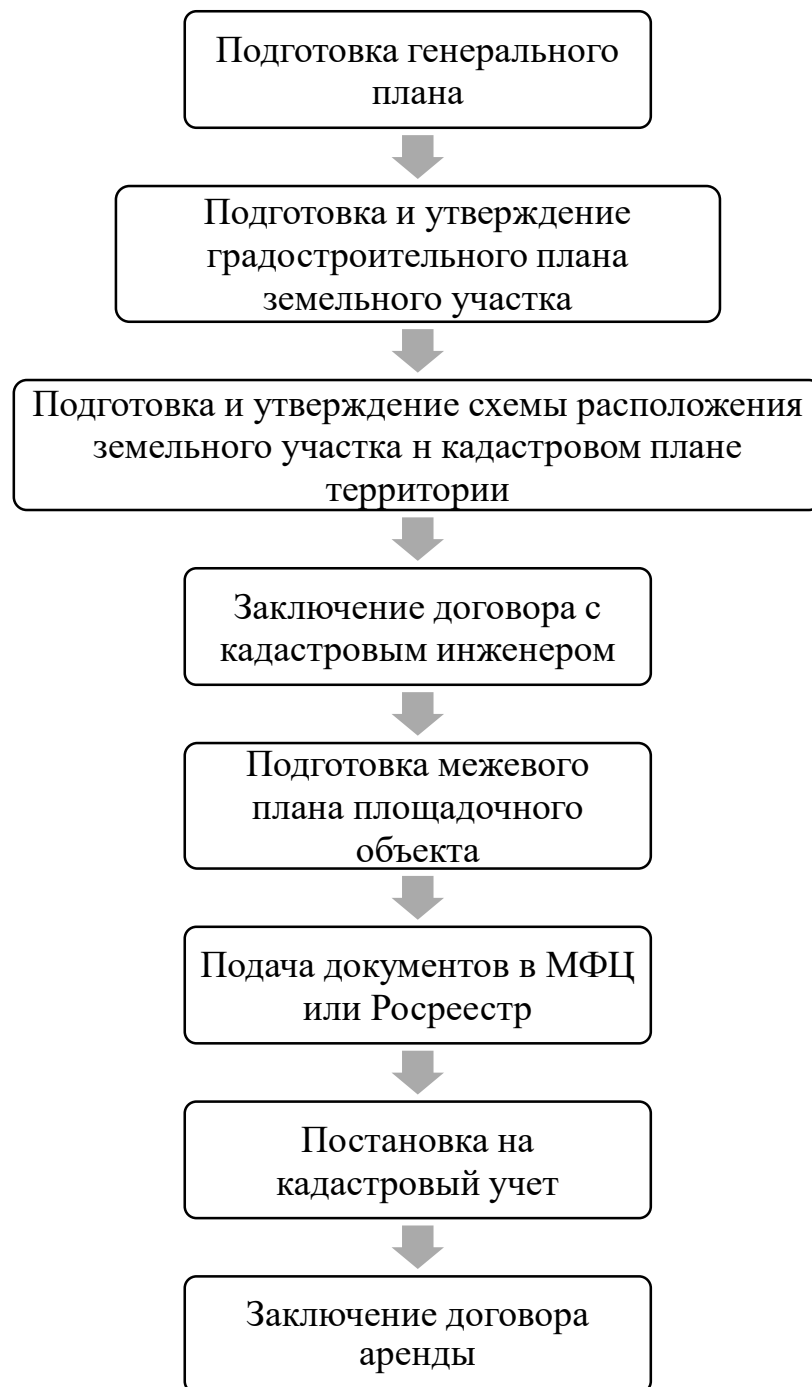 Подготовка генерального
плана
Подготовка и утверждение
градостроительного плана
земельного участка
Подготовка и утверждение схемы расположения
земельного участка н кадастровом плане
территории
Заключение договора с
кадастровым инженером
Подготовка межевого
плана площадочного
объекта
Подача документов в МФЦ
или Росреестр
Постановка на
кадастровый учет
Заключение договора
аренды